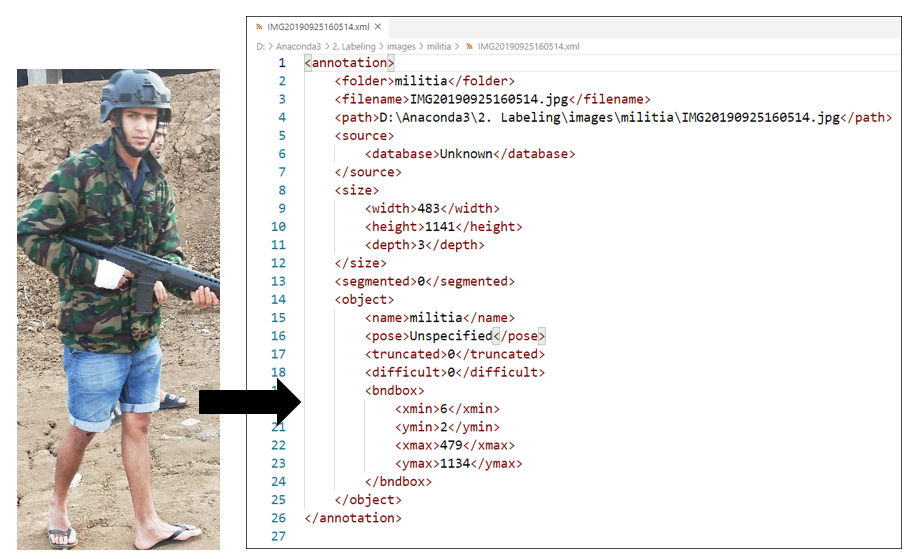 IMG20190925160514.xml ×
D: > Anaconda3 > 2. Labeling > images > militia > IMG20190925160514.xml
1 <annotation>
2 <folder>militia</folder>
3 <filename>IMG20190925160514.jpg</filename>
4 <path>D:\Anaconda3\2. Labeling\images\militia\IMG20190925160514.jpg</path>
5 <source>
6 <database>Unknown</database>
7 </source>
8 <size>
9 <width>483</width>
10 <height>1141</height>
11 <depth>3</depth>
12 </size>
13 <segmented>0</segmented>
14 <object>
15 <name>militia</name>
16 <pose>Unspecified</pose>
17 <truncated>0</truncated>
18 <difficult>0</difficult>
<bndbox>
<xmin>6</xmin>
21 <ymin>2</ymin>
22 <xmax>479</xmax>
23 <ymax>1134</ymax>
24 </bndbox>
25 </object>
26 </annotation>
27